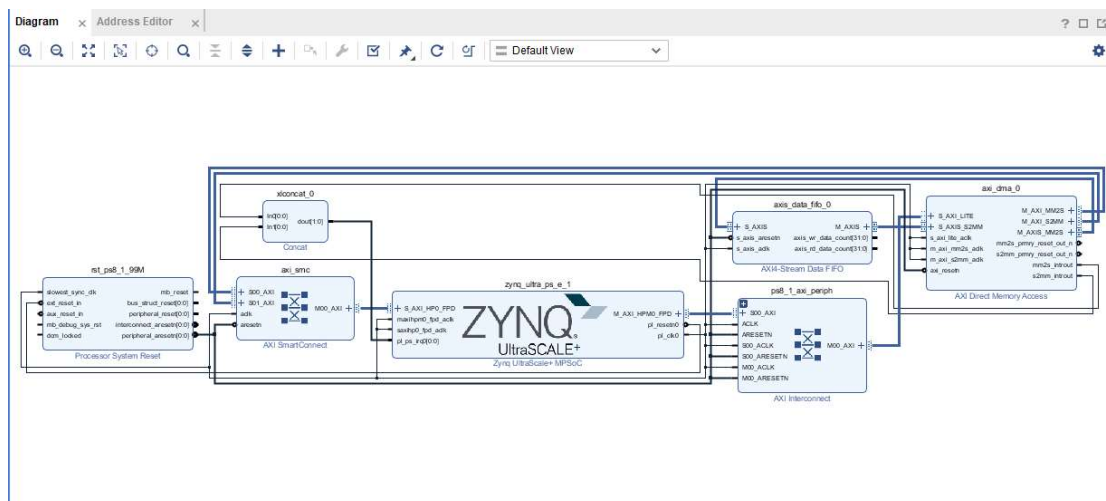 Diagram × Address Editor ×
? 
Default View
xlconcat_0
In0[0:0]
In1[0:0]
dout[1:0]
Concat
rst_ps8_1_99M
slowest_sync_clk
ext_reset_in
aux_reset_in
mb_debug_sys_rst
dcm_locked
mb_reset
bus_struct_reset[0:0]
peripheral_reset[0:0]
interconnect_aresetn[0:0]
peripheral_aresetn[0:0]
Processor System Reset
axi_smc
S00_AXI
S01_AXI
aclk
aresetn
M00_AXI
AXI SmartConnect
zynq_ultra_ps_e_1
S_AXI_HP0_FPD
maxihpm0_fpd_aclk
saxihp0_fpd_aclk
pl_ps_irq0[0:0]
ZYNQ
UltraSCALE+
M_AXI_HPM0_FPD
pl_resetn0
pl_clk0
Zynq UltraScale+ MPSoC
axis_data_fifo_0
S_AXIS
s_axis_aresetn
s_axis_aclk
M_AXIS
axis_wr_data_count[31:0]
axis_rd_data_count[31:0]
AXI4-Stream Data FIFO
ps8_1_axi_periph
S00_AXI
ACLK
ARESETN
S00_ACLK
S00_ARESETN
M00_ACLK
M00_ARESETN
M00_AXI
AXI Interconnect
axi_dma_0
S_AXI_LITE
S_AXIS_S2MM
s_axi_lite_aclk
m_axi_mm2s_aclk
m_axi_s2mm_aclk
axi_resetn
M_AXI_MM2S
M_AXI_S2MM
M_AXIS_MM2S
mm2s_prmry_reset_out_n
s2mm_prmry_reset_out_n
mm2s_introut
s2mm_introut
AXI Direct Memory Access